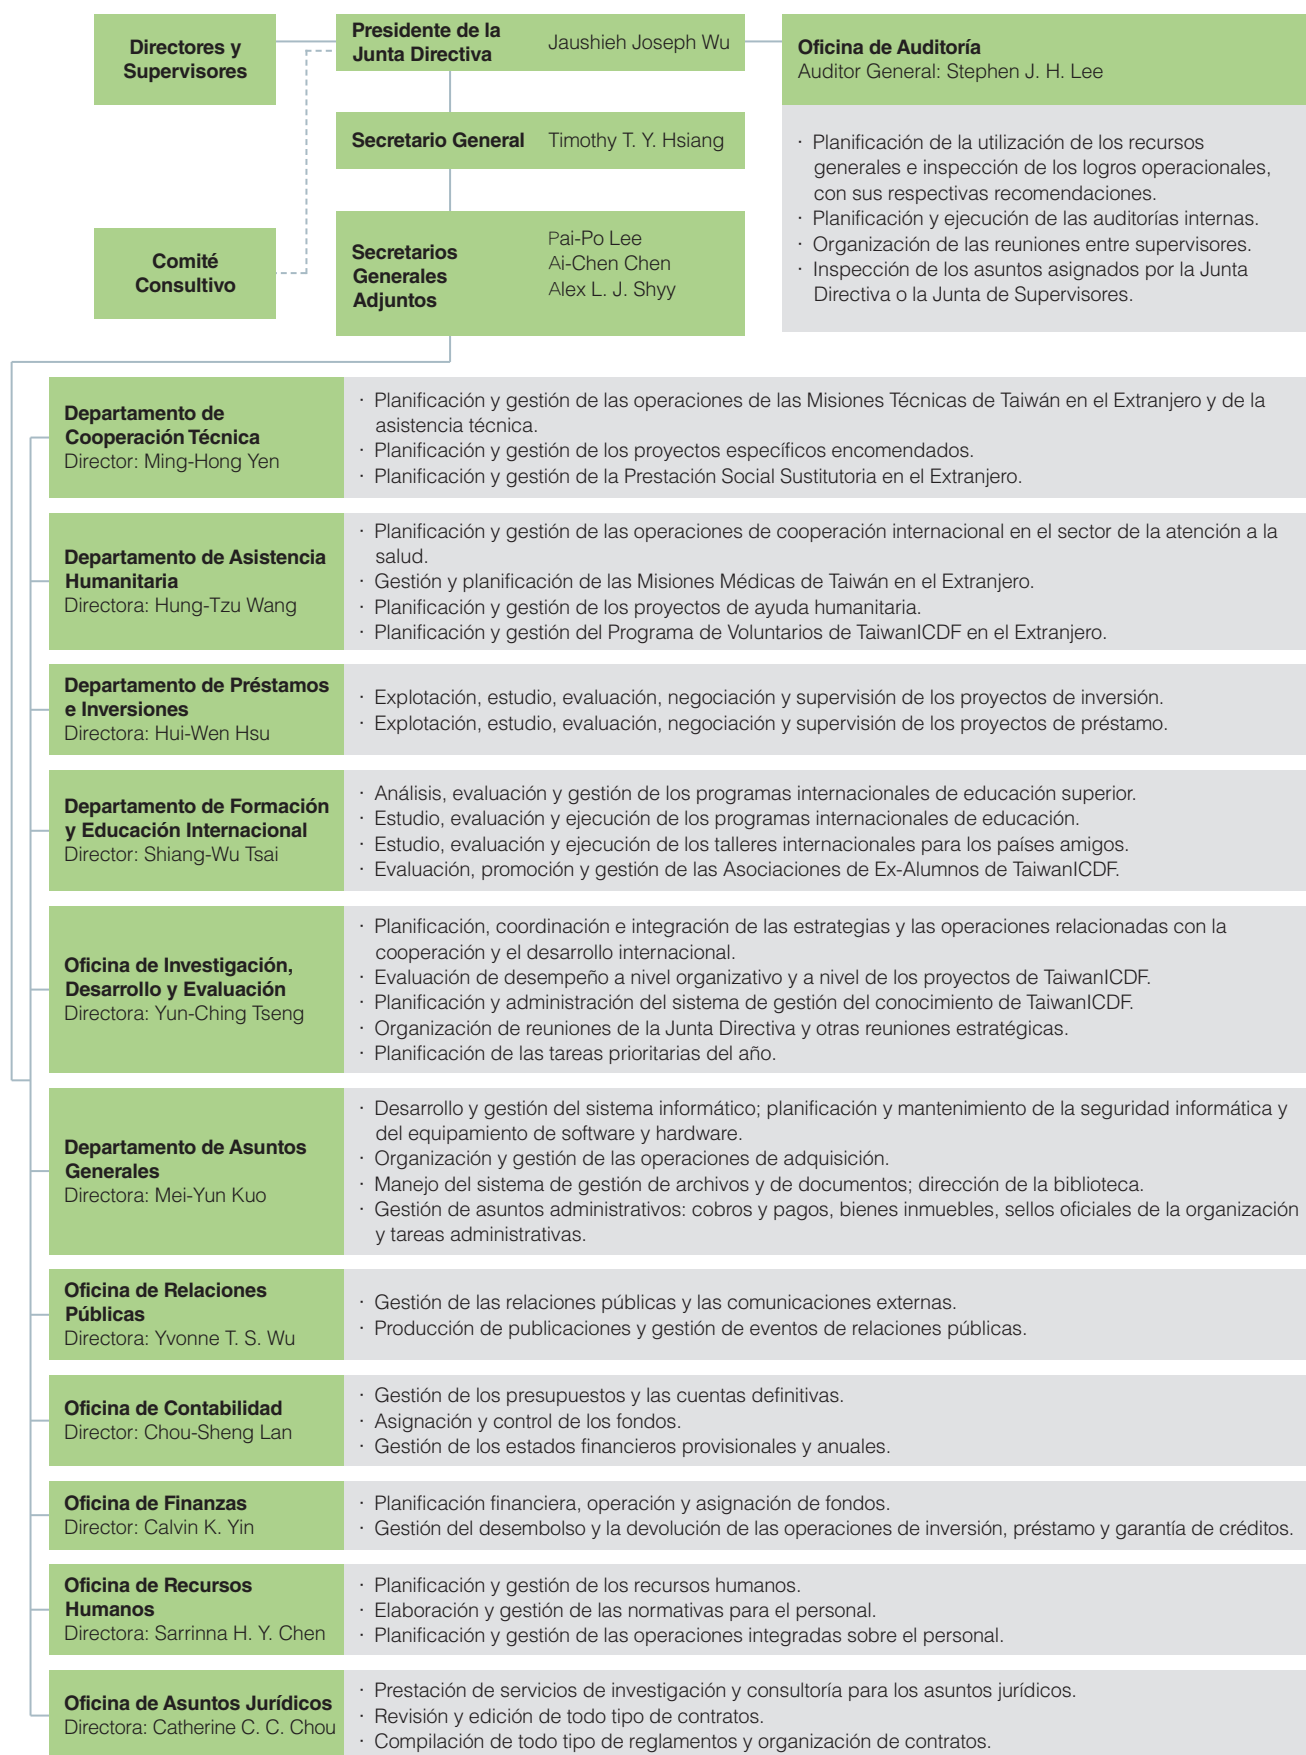 Directores y
Supervisores
Presidente de la
Junta Directiva
Jaushieh Joseph Wu
Oficina de Auditoría
Auditor General: Stephen J. H. Lee
Secretario General
Timothy T. Y. Hsiang
· Planificación de la utilización de los recursos
generales e inspección de los logros operacionales,
con sus respectivas recomendaciones.
· Planificación y ejecución de las auditorías internas.
· Organización de las reuniones entre supervisores.
· Inspección de los asuntos asignados por la Junta
Directiva o la Junta de Supervisores.
Comité
Consultivo
Secretarios
Generales
Adjuntos
Pai-Po Lee
Ai-Chen Chen
Alex L. J. Shyy
Departamento de
Cooperación Técnica
Director: Ming-Hong Yen
· Planificación y gestión de las operaciones de las Misiones Técnicas de Taiwán en el Extranjero y de la
asistencia técnica.
· Planificación y gestión de los proyectos específicos encomendados.
· Planificación y gestión de la Prestación Social Sustitutoria en el Extranjero.
Departamento de Asistencia
Humanitaria
Directora: Hung-Tzu Wang
· Planificación y gestión de las operaciones de cooperación internacional en el sector de la atención a la
salud.
· Gestión y planificación de las Misiones Médicas de Taiwán en el Extranjero.
· Planificación y gestión de los proyectos de ayuda humanitaria.
· Planificación y gestión del Programa de Voluntarios de TaiwanICDF en el Extranjero.
Departamento de Préstamos
e Inversiones
Directora: Hui-Wen Hsu
· Explotación, estudio, evaluación, negociación y supervisión de los proyectos de inversión.
· Explotación, estudio, evaluación, negociación y supervisión de los proyectos de préstamo.
Departamento de Formación
y Educación Internacional
Director: Shiang-Wu Tsai
· Análisis, evaluación y gestión de los programas internacionales de educación superior.
· Estudio, evaluación y ejecución de los programas internacionales de educación.
· Estudio, evaluación y ejecución de los talleres internacionales para los países amigos.
· Evaluación, promoción y gestión de las Asociaciones de Ex-Alumnos de TaiwanICDF.
Oficina de Investigación,
Desarrollo y Evaluación
Directora: Yun-Ching Tseng
· Planificación, coordinación e integración de las estrategias y las operaciones relacionadas con la
cooperación y el desarrollo internacional.
· Evaluación de desempeño a nivel organizativo y a nivel de los proyectos de TaiwanICDF.
· Planificación y administración del sistema de gestión del conocimiento de TaiwanICDF.
· Organización de reuniones de la Junta Directiva y otras reuniones estratégicas.
· Planificación de las tareas prioritarias del año.
Departamento de Asuntos
Generales
Directora: Mei-Yun Kuo
· Desarrollo y gestión del sistema informático; planificación y mantenimiento de la seguridad informática y
del equipamiento de software y hardware.
· Organización y gestión de las operaciones de adquisición.
· Manejo del sistema de gestión de archivos y de documentos; dirección de la biblioteca.
· Gestión de asuntos administrativos: cobros y pagos, bienes inmuebles, sellos oficiales de la organización
y tareas administrativas.
Oficina de Relaciones
Públicas
Directora: Yvonne T. S. Wu
· Gestión de las relaciones públicas y las comunicaciones externas.
· Producción de publicaciones y gestión de eventos de relaciones públicas.
Oficina de Contabilidad
Director: Chou-Sheng Lan
· Gestión de los presupuestos y las cuentas definitivas.
· Asignación y control de los fondos.
· Gestión de los estados financieros provisionales y anuales.
Oficina de Finanzas
Director: Calvin K. Yin
· Planificación financiera, operación y asignación de fondos.
· Gestión del desembolso y la devolución de las operaciones de inversión, préstamo y garantía de créditos.
Oficina de Recursos
Humanos
Directora: Sarrinna H. Y. Chen
· Planificación y gestión de los recursos humanos.
· Elaboración y gestión de las normativas para el personal.
· Planificación y gestión de las operaciones integradas sobre el personal.
Oficina de Asuntos Jurídicos
Directora: Catherine C. C. Chou
· Prestación de servicios de investigación y consultoría para los asuntos jurídicos.
· Revisión y edición de todo tipo de contratos.
· Compilación de todo tipo de reglamentos y organización de contratos.